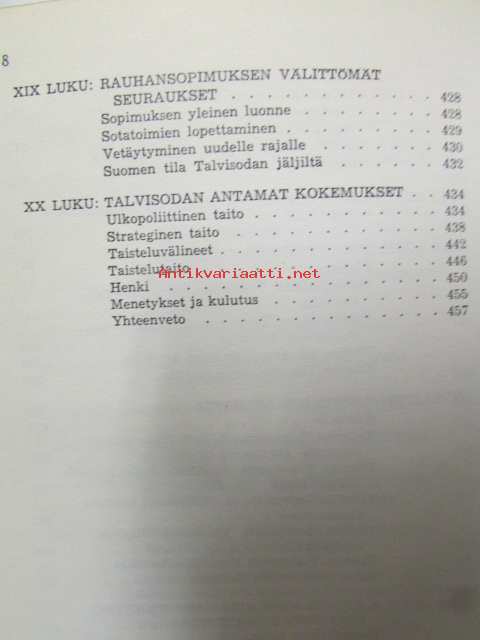 8
XIX LUKU: RAUHANSOPIMUKSEN VÄLITTÖMÄT
SEURAUKSET . . . . . . . . . . . 428
Sopimuksen yleinen luonne . . . . . . . . 428
Sotatoimien lopettaminen . . . . . . . . . 429
Vetäytyminen uudelle rajalle . . . . . . . 430
Suomen tila Talvisodan jäljiltä . . . . . . 432
XX LUKU: TALVISODAN ANTAMAT KOKEMUKSET . . 434
Ulkopoliittinen taito . . . . . . . . . . 434
Strateginen taito . . . . . . . . . . . 438
Taisteluvälineet . . . . . . . . . . . . 442
Taistelutaito . . . . . . . . . . . . 446
Antikvariaatti.net
Henki . . . . . . . . . . . . . . 450
Menetykset ja kulutus . . . . . . . . . 455
Yhteenveto . . . . . . . . . . . . 457